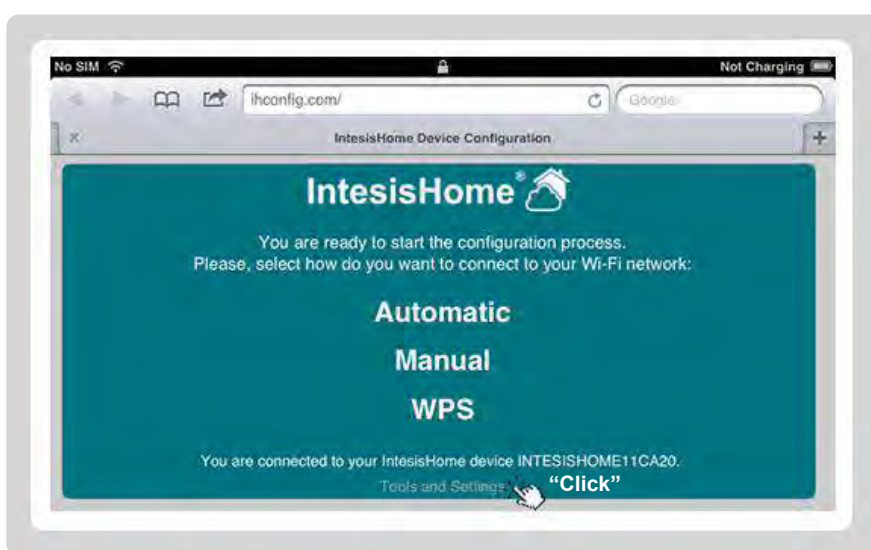 No SIM
Not Charging
ihconfig.com/
Google
IntesisHome Device Configuration
IntesisHome®
You are ready to start the configuration process.
Please, select how do you want to connect to your Wi-Fi network:
Automatic
Manual
WPS
You are connected to your IntesisHome device INTESISHOME11CA20.
Tools and Settings “Click”